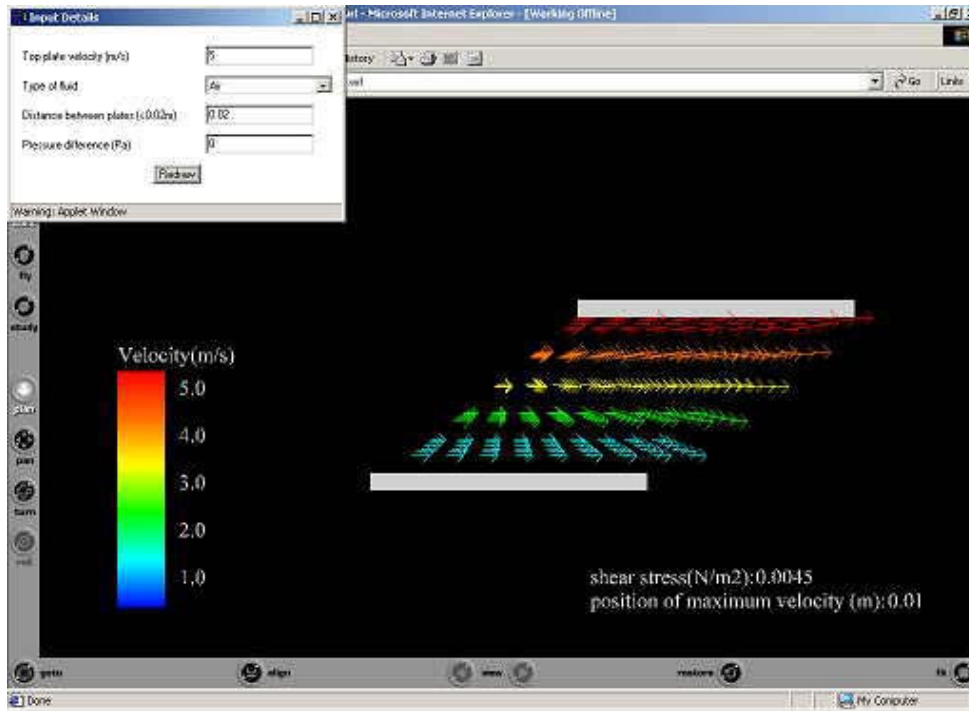 Input Details
url - Microsoft Internet Explorer - [Working Offline]
Top plate velocity (m/s) 5
Type of fluid Air
Distance between plates (<0.02m) 0.02
Pressure difference (Pa) 0
Redraw
Warning: Applet Window
Go Links
fly
study
plan
pan
turn
roll
Velocity(m/s)
5.0
4.0
3.0
2.0
1.0
shear stress(N/m2):0.0045
position of maximum velocity (m):0.01
goto align view restore fit
Done My Computer